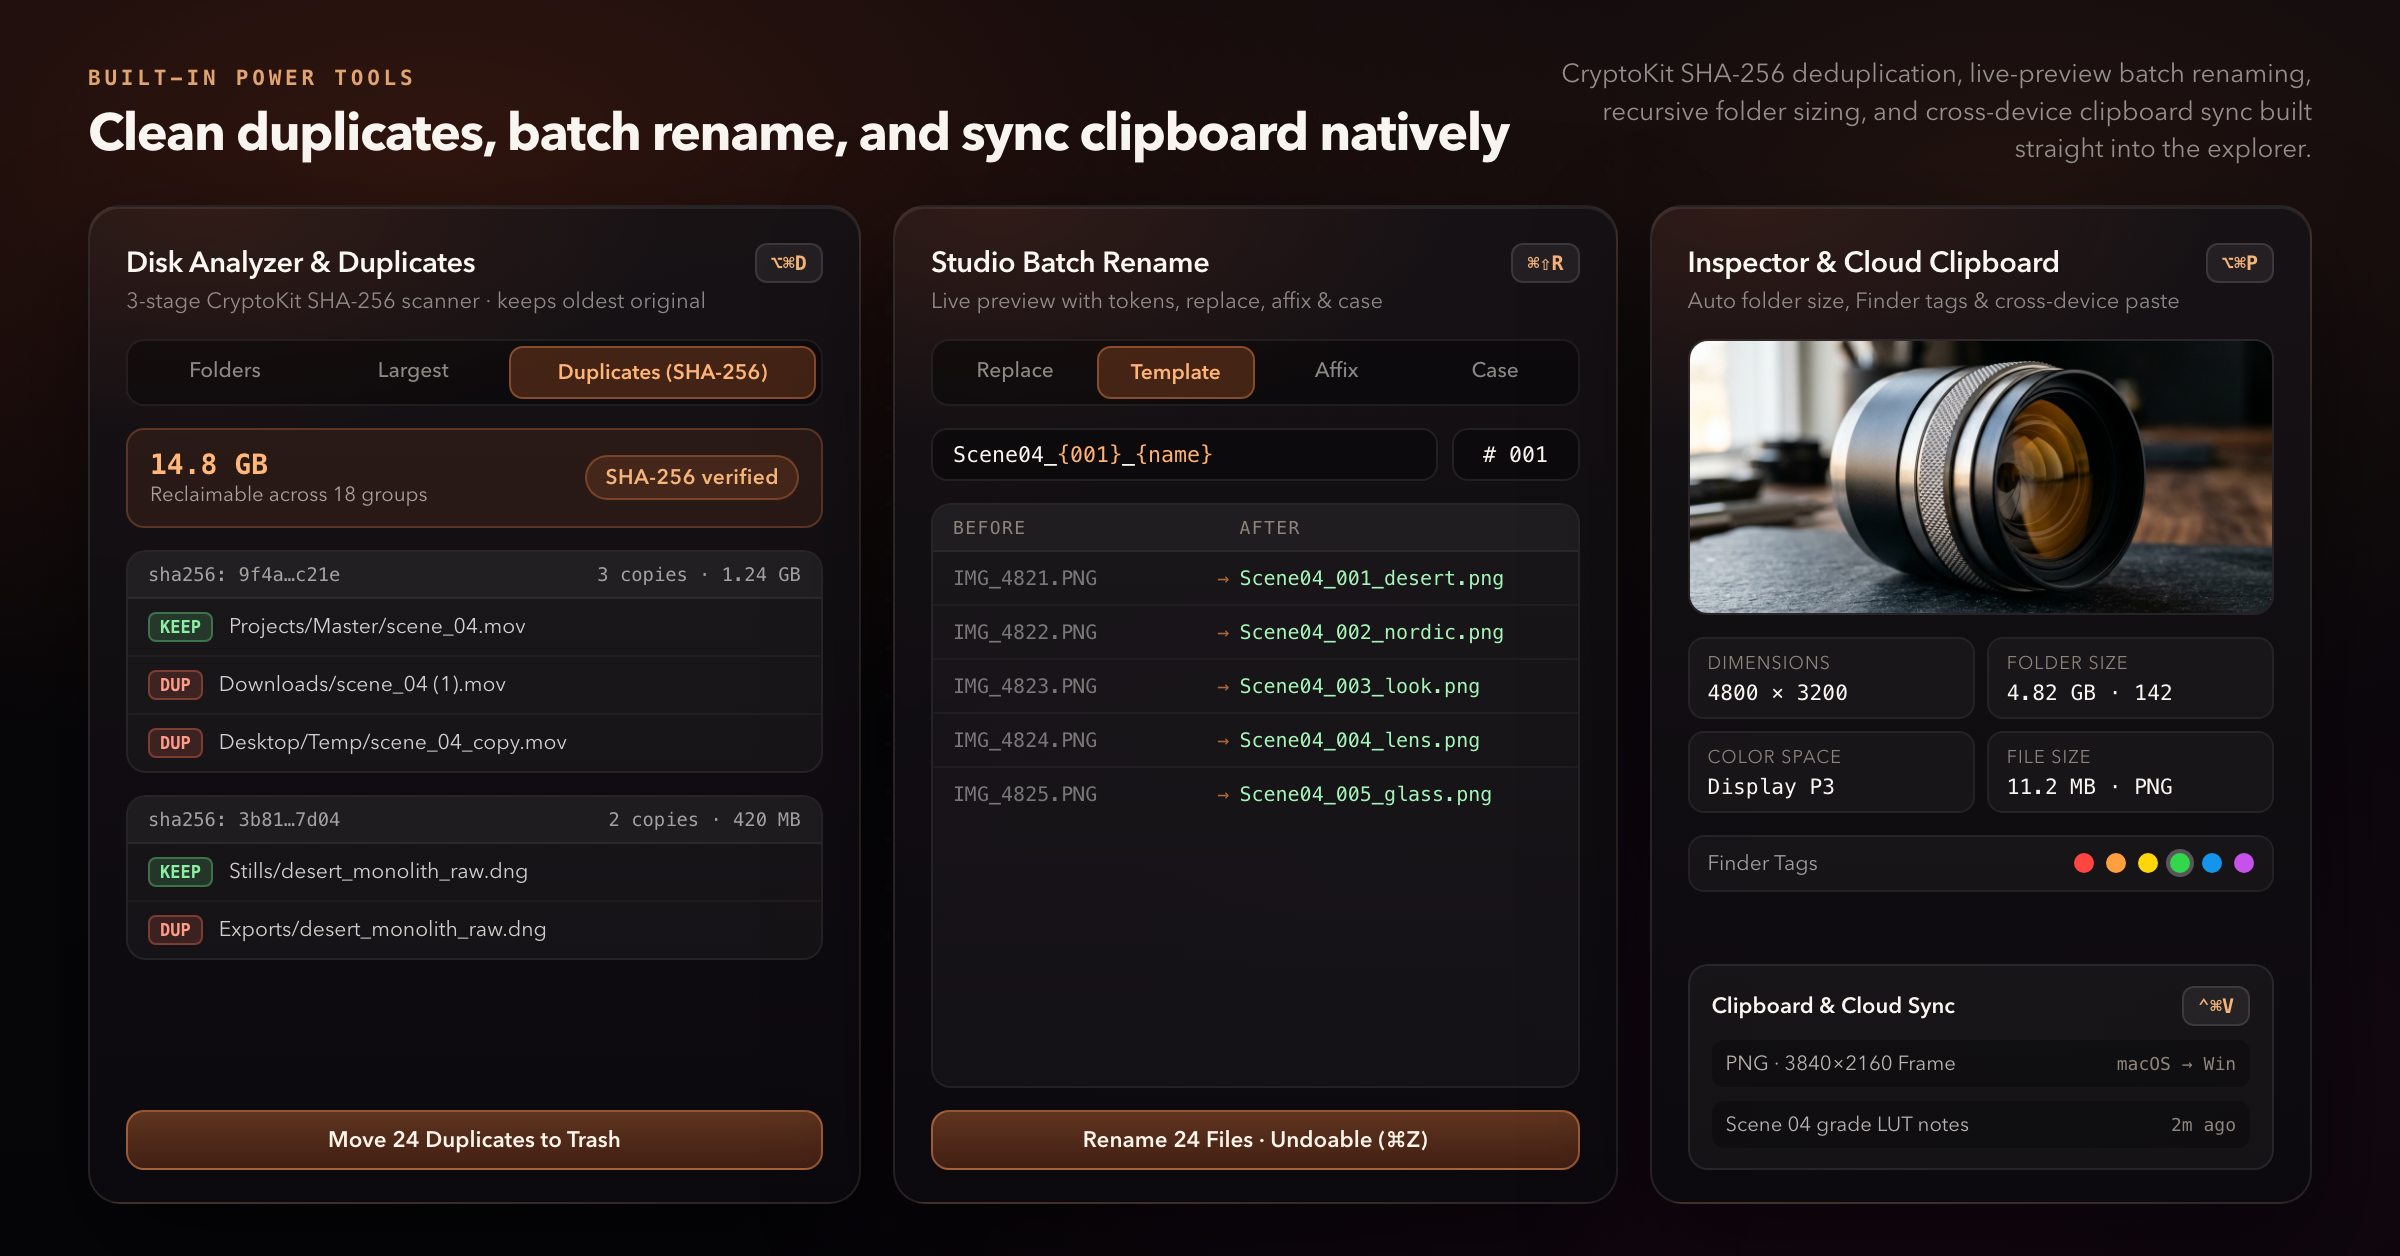 BUILT-IN POWER TOOLS
Clean duplicates, batch rename, and sync clipboard natively
CryptoKit SHA-256 deduplication, live-preview batch renaming,
recursive folder sizing, and cross-device clipboard sync built
straight into the explorer.
Disk Analyzer & Duplicates
⌥⌘D
3-stage CryptoKit SHA-256 scanner · keeps oldest original
Folders
Largest
Duplicates (SHA-256)
14.8 GB
Reclaimable across 18 groups
SHA-256 verified
sha256: 9f4a…c21e
3 copies · 1.24 GB
KEEP Projects/Master/scene_04.mov
DUP Downloads/scene_04 (1).mov
DUP Desktop/Temp/scene_04_copy.mov
sha256: 3b81…7d04
2 copies · 420 MB
KEEP Stills/desert_monolith_raw.dng
DUP Exports/desert_monolith_raw.dng
Move 24 Duplicates to Trash
Studio Batch Rename
⌘⇧R
Live preview with tokens, replace, affix & case
Replace
Template
Affix
Case
Scene04_{001}_{name}
# 001
BEFORE AFTER
IMG_4821.PNG → Scene04_001_desert.png
IMG_4822.PNG → Scene04_002_nordic.png
IMG_4823.PNG → Scene04_003_look.png
IMG_4824.PNG → Scene04_004_lens.png
IMG_4825.PNG → Scene04_005_glass.png
Rename 24 Files · Undoable (⌘Z)
Inspector & Cloud Clipboard
⌥⌘P
Auto folder size, Finder tags & cross-device paste
DIMENSIONS
4800 × 3200
FOLDER SIZE
4.82 GB · 142
COLOR SPACE
Display P3
FILE SIZE
11.2 MB · PNG
Finder Tags
Clipboard & Cloud Sync
⌃⌘V
PNG · 3840×2160 Frame
macOS → Win
Scene 04 grade LUT notes
2m ago